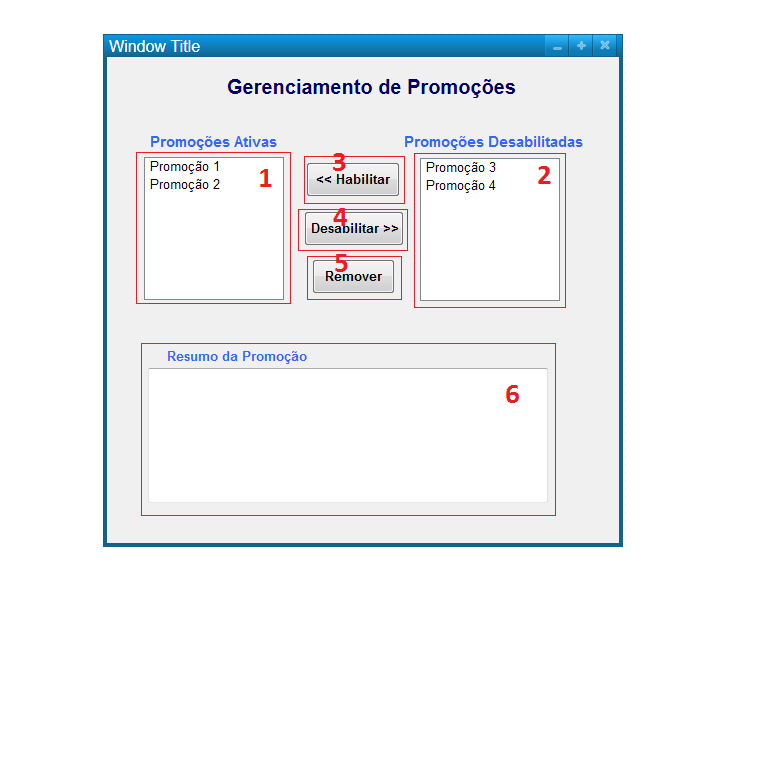 Window Title
Gerenciamento de Promoções
Promoções Ativas
Promoções Desabilitadas
Promoção 1
Promoção 2
1
3
<< Habilitar
4
Desabilitar >>
5
Remover
Promoção 3
Promoção 4
2
Resumo da Promoção
6